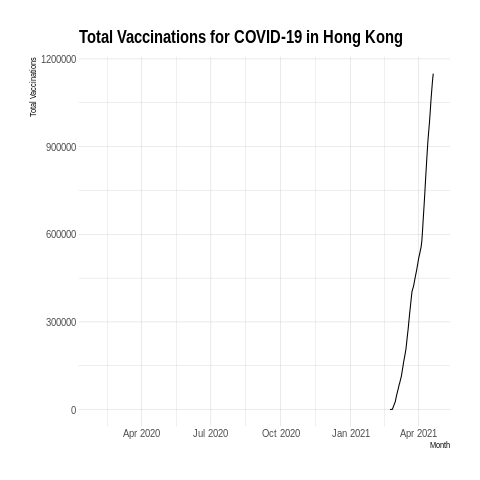 Total Vaccinations for COVID-19 in Hong Kong
Total Vaccinations
1200000
900000
600000
300000
0
Apr 2020 Jul 2020 Oct 2020 Jan 2021 Apr 2021
Month